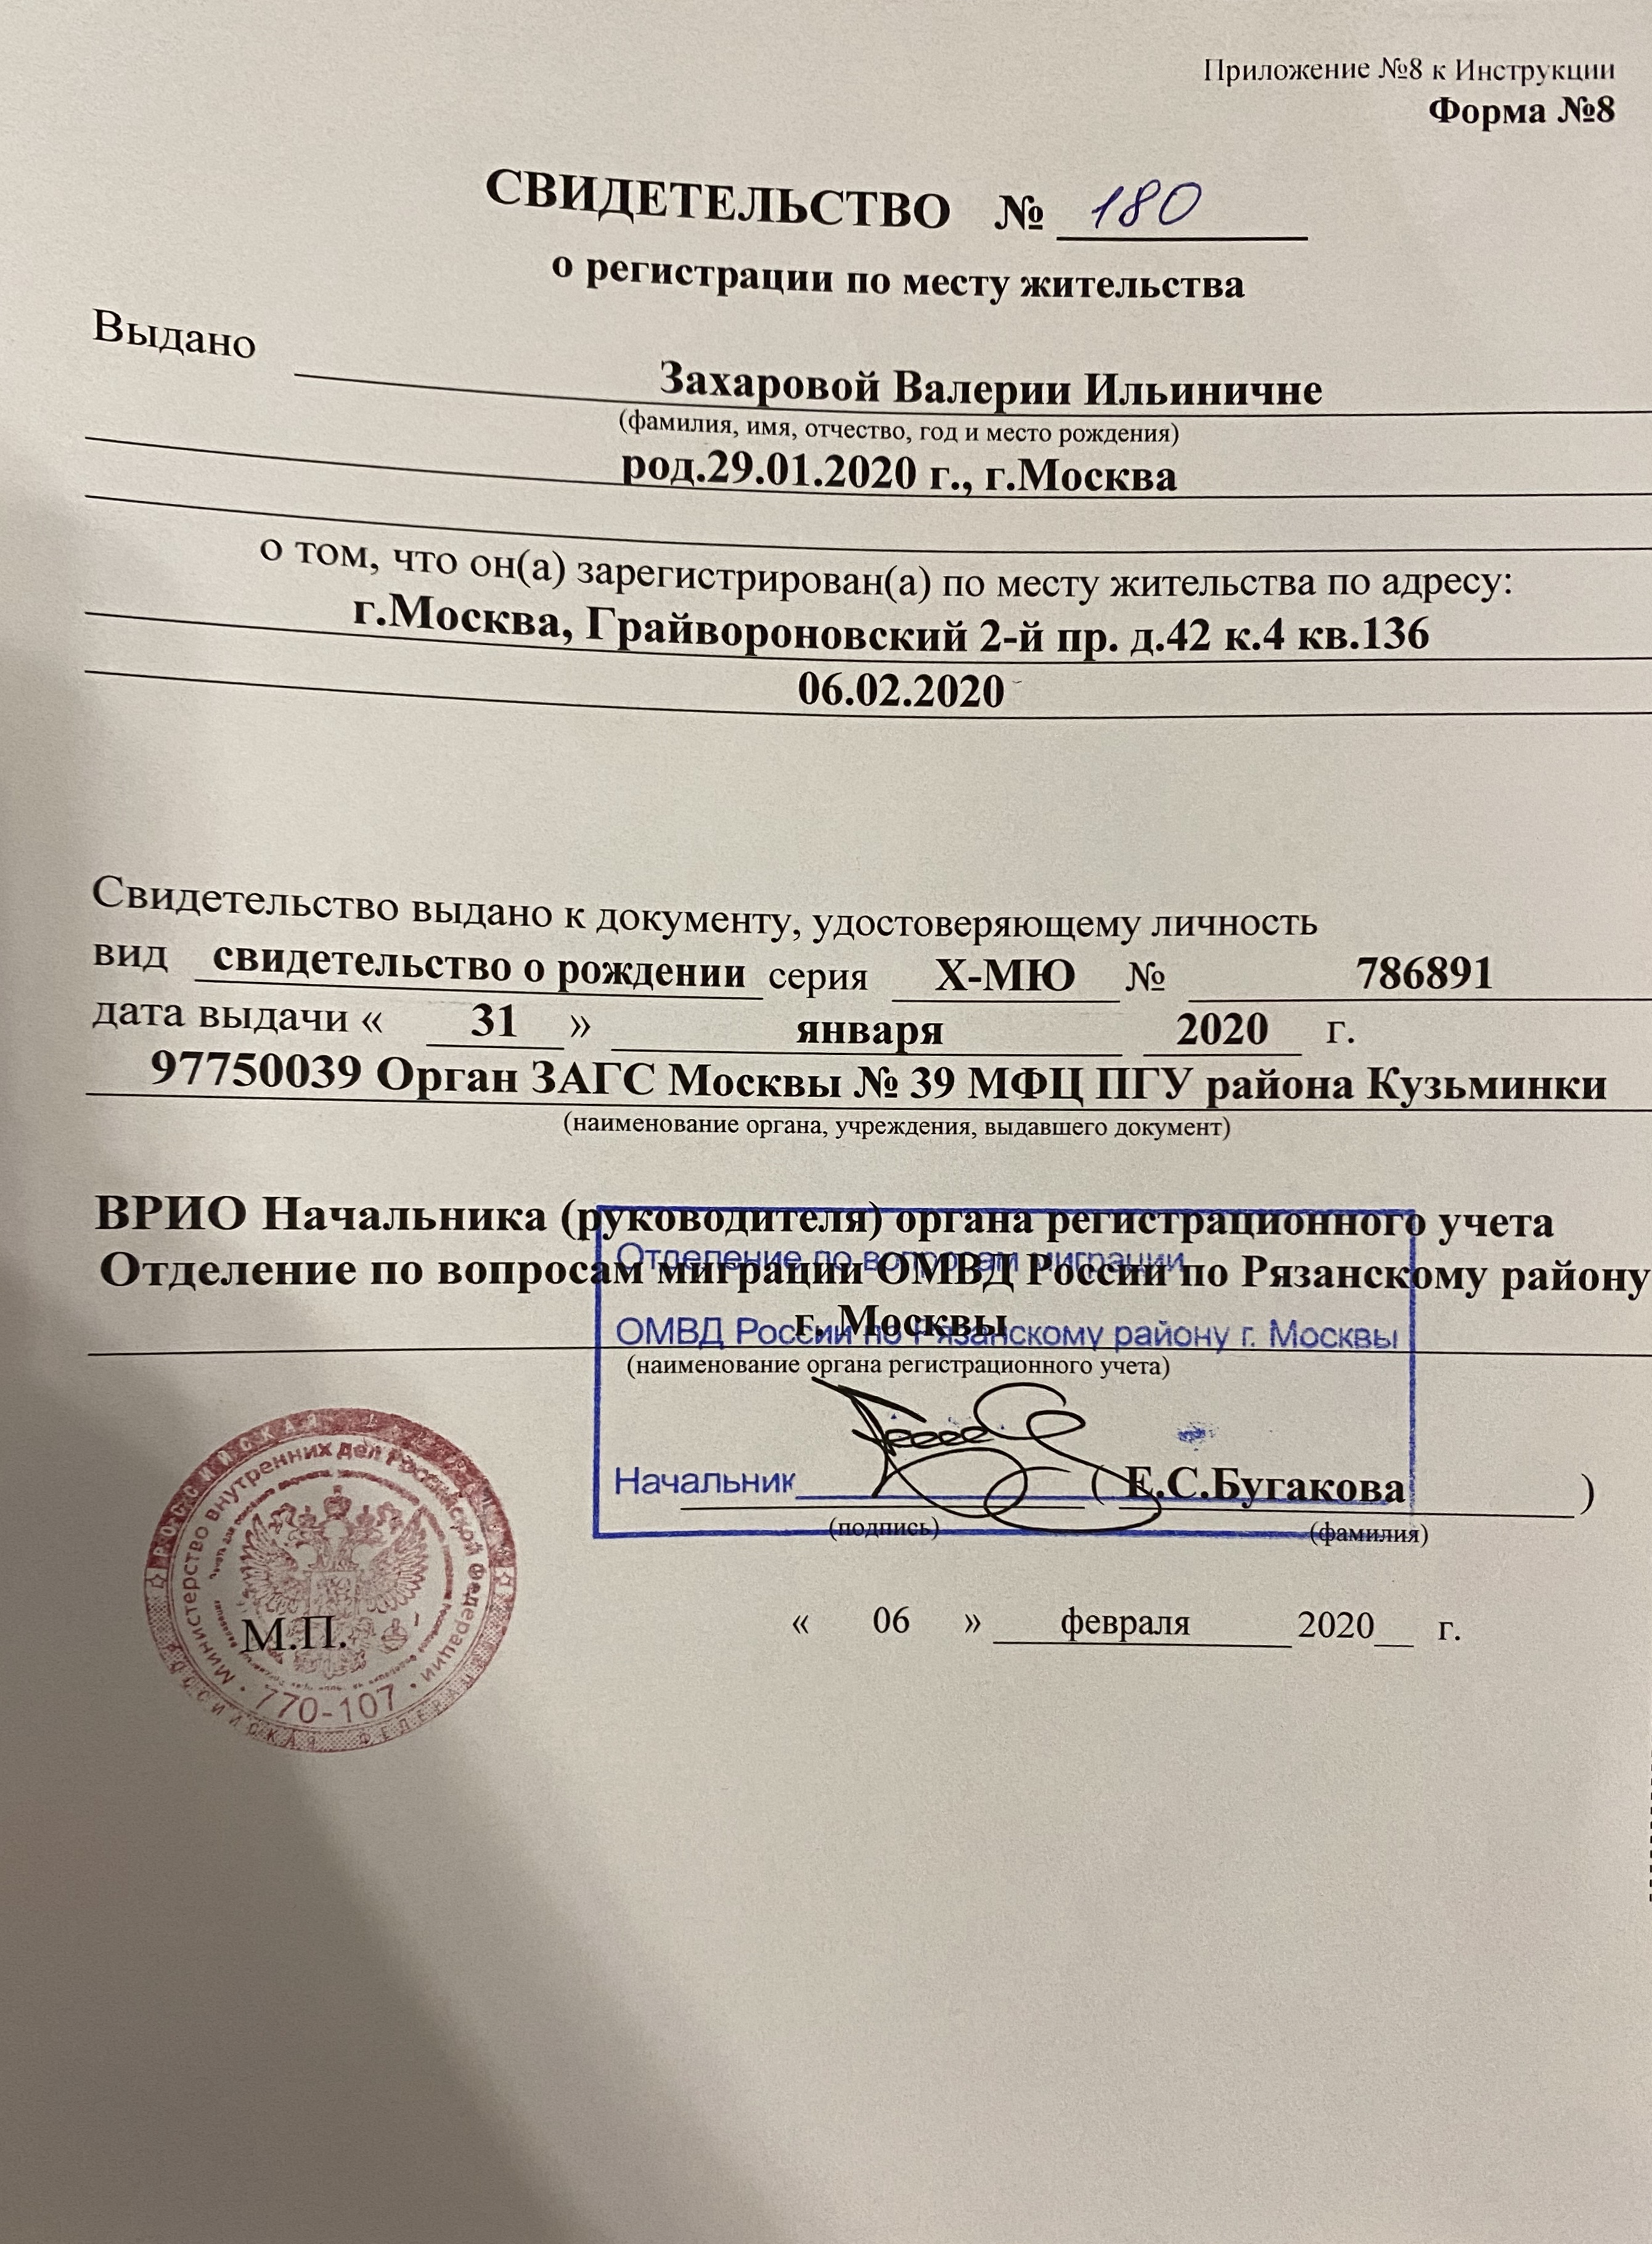 Приложение №8 к Инструкции
Форма №8
СВИДЕТЕЛЬСТВО № 180
о регистрации по месту жительства
Выдано
Захаровой Валерии Ильиничне
(фамилия, имя, отчество, год и место рождения)
род.29.01.2020 г., г.Москва
о том, что он(а) зарегистрирован(а) по месту жительства по адресу:
г.Москва, Грайвороновский 2-й пр. д.42 к.4 кв.136
06.02.2020
Свидетельство выдано к документу, удостоверяющему личность
вид свидетельство о рождении серия X-МЮ № 786891
дата выдачи « 31 » января 2020 г.
97750039 Орган ЗАГС Москвы № 39 МФЦ ПГУ района Кузьминки
(наименование органа, учреждения, выдавшего документ)
ВРИО Начальника (руководителя) органа регистрационного учета
Отделение по вопросам миграции
Отделение по вопросам миграции ОМВД России по Рязанскому району
г. Москвы
ОМВД России по Рязанскому району г. Москвы
(наименование органа регистрационного учета)
Начальник ( Е.С.Бугакова )
(подпись) (фамилия)
« 06 » февраля 2020 г.
М.П.
РОССИЙСКАЯ ФЕДЕРАЦИЯ
Министерство внутренних дел Российской Федерации
770-107